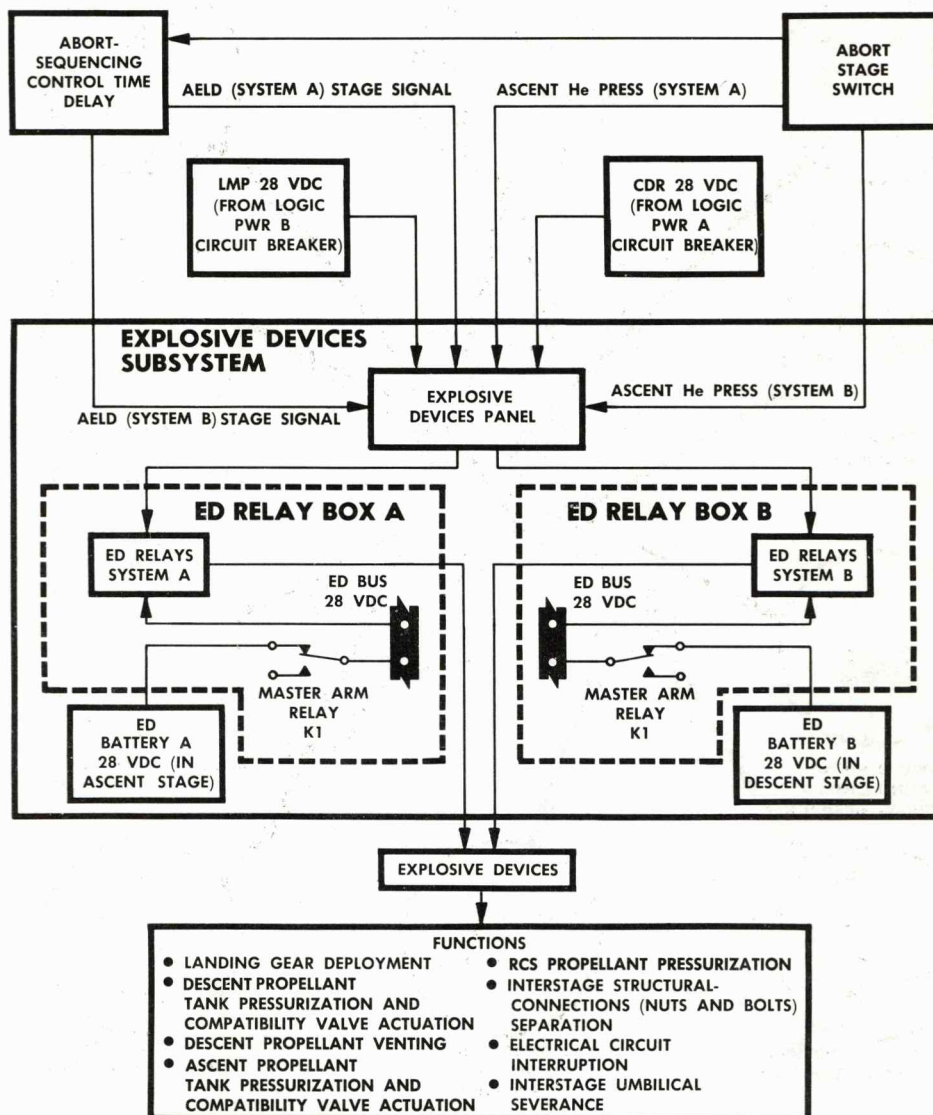 ABORT-
SEQUENCING
CONTROL TIME
DELAY
ABORT
STAGE
SWITCH
AELD (SYSTEM A) STAGE SIGNAL
ASCENT He PRESS (SYSTEM A)
LMP 28 VDC
(FROM LOGIC
PWR B
CIRCUIT BREAKER)
CDR 28 VDC
(FROM LOGIC
PWR A
CIRCUIT BREAKER)
EXPLOSIVE DEVICES
SUBSYSTEM
EXPLOSIVE
DEVICES PANEL
AELD (SYSTEM B) STAGE SIGNAL
ASCENT He PRESS (SYSTEM B)
ED RELAY BOX A
ED RELAYS
SYSTEM A
ED BUS
28 VDC
MASTER ARM
RELAY
K1
ED
BATTERY A
28 VDC (IN
ASCENT STAGE)
ED RELAY BOX B
ED RELAYS
SYSTEM B
ED BUS
28 VDC
MASTER ARM
RELAY
K1
ED
BATTERY B
28 VDC (IN
DESCENT STAGE)
EXPLOSIVE DEVICES
FUNCTIONS
● LANDING GEAR DEPLOYMENT
● DESCENT PROPELLANT
TANK PRESSURIZATION AND
COMPATIBILITY VALVE ACTUATION
● DESCENT PROPELLANT VENTING
● ASCENT PROPELLANT
TANK PRESSURIZATION AND
COMPATIBILITY VALVE ACTUATION
● RCS PROPELLANT PRESSURIZATION
● INTERSTAGE STRUCTURAL-
CONNECTIONS (NUTS AND BOLTS)
SEPARATION
● ELECTRICAL CIRCUIT
INTERRUPTION
● INTERSTAGE UMBILICAL
SEVERANCE